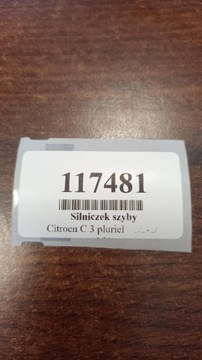 117481
Silniczek szyby
Citroen C 3 pluriel